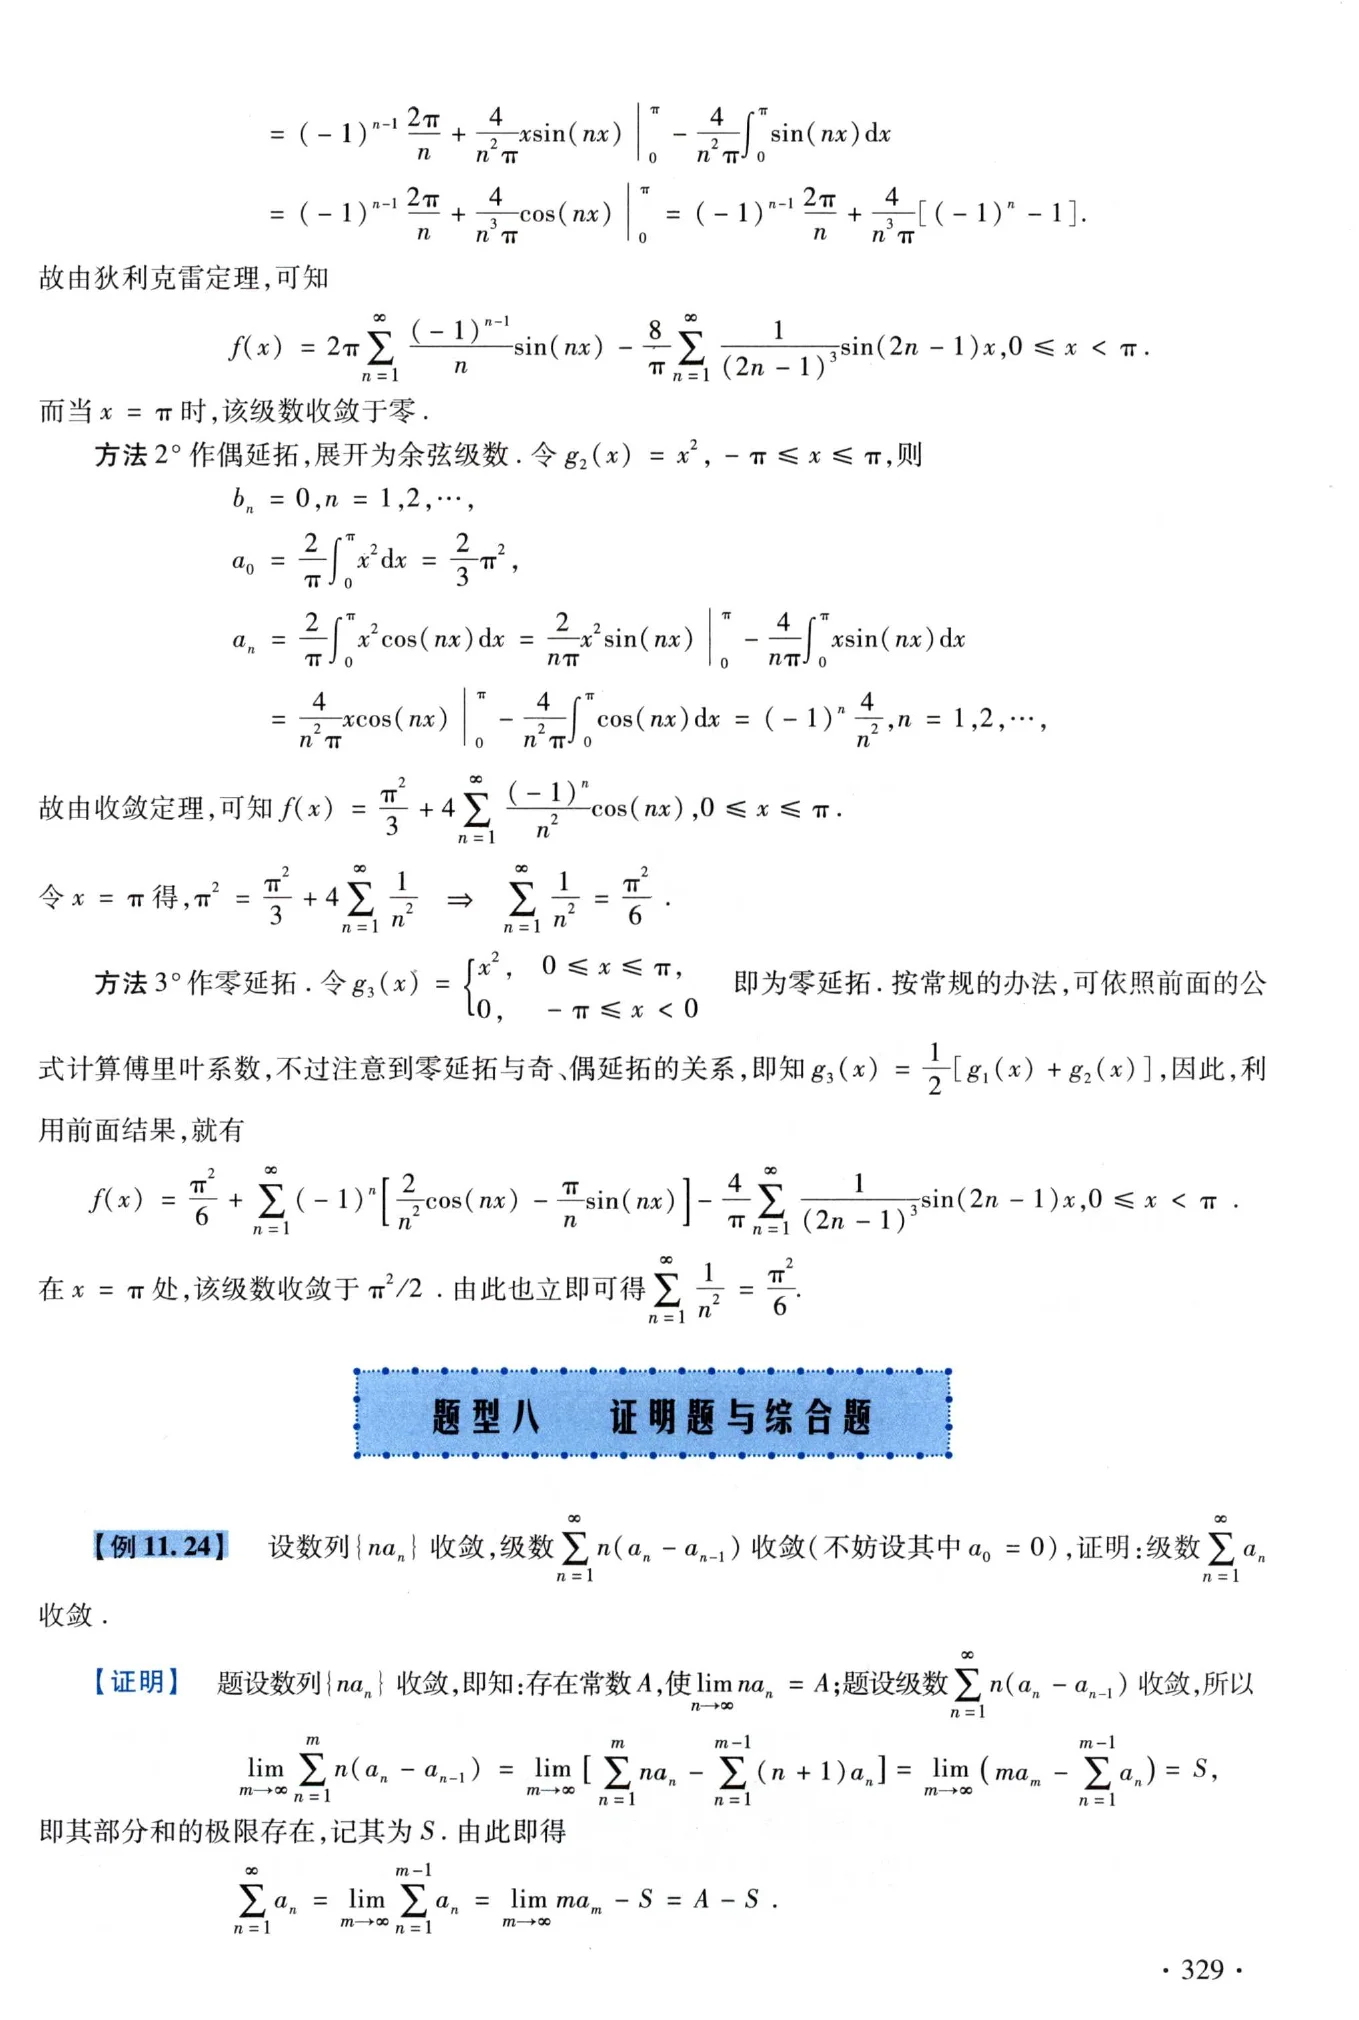 $= (-1)^{n-1}\frac{2\pi}{n} + \frac{4}{n^2\pi}x\sin(nx)\Big|_0^\pi - \frac{4}{n^2\pi}\int_0^\pi \sin(nx)\mathrm{d}x$
$= (-1)^{n-1}\frac{2\pi}{n} + \frac{4}{n^3\pi}\cos(nx)\Big|_0^\pi = (-1)^{n-1}\frac{2\pi}{n} + \frac{4}{n^3\pi}[(-1)^n - 1].$
故由狄利克雷定理,可知
$f(x) = 2\pi\sum_{n=1}^{\infty}\frac{(-1)^{n-1}}{n}\sin(nx) - \frac{8}{\pi}\sum_{n=1}^{\infty}\frac{1}{(2n-1)^3}\sin(2n-1)x, 0 \leqslant x < \pi.$
而当 $x = \pi$ 时,该级数收敛于零.
方法2° 作偶延拓,展开为余弦级数.令 $g_2(x) = x^2, -\pi \leqslant x \leqslant \pi$,则
$b_n = 0, n = 1,2,\cdots,$
$a_0 = \frac{2}{\pi}\int_0^\pi x^2\mathrm{d}x = \frac{2}{3}\pi^2,$
$a_n = \frac{2}{\pi}\int_0^\pi x^2\cos(nx)\mathrm{d}x = \frac{2}{n\pi}x^2\sin(nx)\Big|_0^\pi - \frac{4}{n\pi}\int_0^\pi x\sin(nx)\mathrm{d}x$
$= \frac{4}{n^2\pi}x\cos(nx)\Big|_0^\pi - \frac{4}{n^2\pi}\int_0^\pi \cos(nx)\mathrm{d}x = (-1)^n\frac{4}{n^2}, n = 1,2,\cdots,$
故由收敛定理,可知 $f(x) = \frac{\pi^2}{3} + 4\sum_{n=1}^{\infty}\frac{(-1)^n}{n^2}\cos(nx), 0 \leqslant x \leqslant \pi.$
令 $x = \pi$ 得,$\pi^2 = \frac{\pi^2}{3} + 4\sum_{n=1}^{\infty}\frac{1}{n^2} \Rightarrow \sum_{n=1}^{\infty}\frac{1}{n^2} = \frac{\pi^2}{6}.$
方法3° 作零延拓.令 $g_3(x) = \begin{cases} x^2, & 0 \leqslant x \leqslant \pi, \\ 0, & -\pi \leqslant x < 0 \end{cases}$ 即为零延拓.按常规的办法,可依照前面的公
式计算傅里叶系数,不过注意到零延拓与奇、偶延拓的关系,即知 $g_3(x) = \frac{1}{2}[g_1(x) + g_2(x)]$,因此,利
用前面结果,就有
$f(x) = \frac{\pi^2}{6} + \sum_{n=1}^{\infty}(-1)^n\left[\frac{2}{n^2}\cos(nx) - \frac{\pi}{n}\sin(nx)\right] - \frac{4}{\pi}\sum_{n=1}^{\infty}\frac{1}{(2n-1)^3}\sin(2n-1)x, 0 \leqslant x < \pi.$
在 $x = \pi$ 处,该级数收敛于 $\pi^2/2$.由此也立即可得 $\sum_{n=1}^{\infty}\frac{1}{n^2} = \frac{\pi^2}{6}.$
题型八 证明题与综合题
【例11.24】 设数列 $\{na_n\}$ 收敛,级数 $\sum_{n=1}^{\infty}n(a_n - a_{n-1})$ 收敛(不妨设其中 $a_0 = 0$),证明:级数 $\sum_{n=1}^{\infty}a_n$
收敛.
【证明】 题设数列 $\{na_n\}$ 收敛,即知:存在常数 $A$,使 $\lim_{n\to\infty}na_n = A$;题设级数 $\sum_{n=1}^{\infty}n(a_n - a_{n-1})$ 收敛,所以
$\lim_{m\to\infty}\sum_{n=1}^{m}n(a_n - a_{n-1}) = \lim_{m\to\infty}\left[\sum_{n=1}^{m}na_n - \sum_{n=1}^{m-1}(n+1)a_n\right] = \lim_{m\to\infty}\left(ma_m - \sum_{n=1}^{m-1}a_n\right) = S,$
即其部分和的极限存在,记其为 $S$.由此即得
$\sum_{n=1}^{\infty}a_n = \lim_{m\to\infty}\sum_{n=1}^{m-1}a_n = \lim_{m\to\infty}ma_m - S = A - S.$
· 329 ·